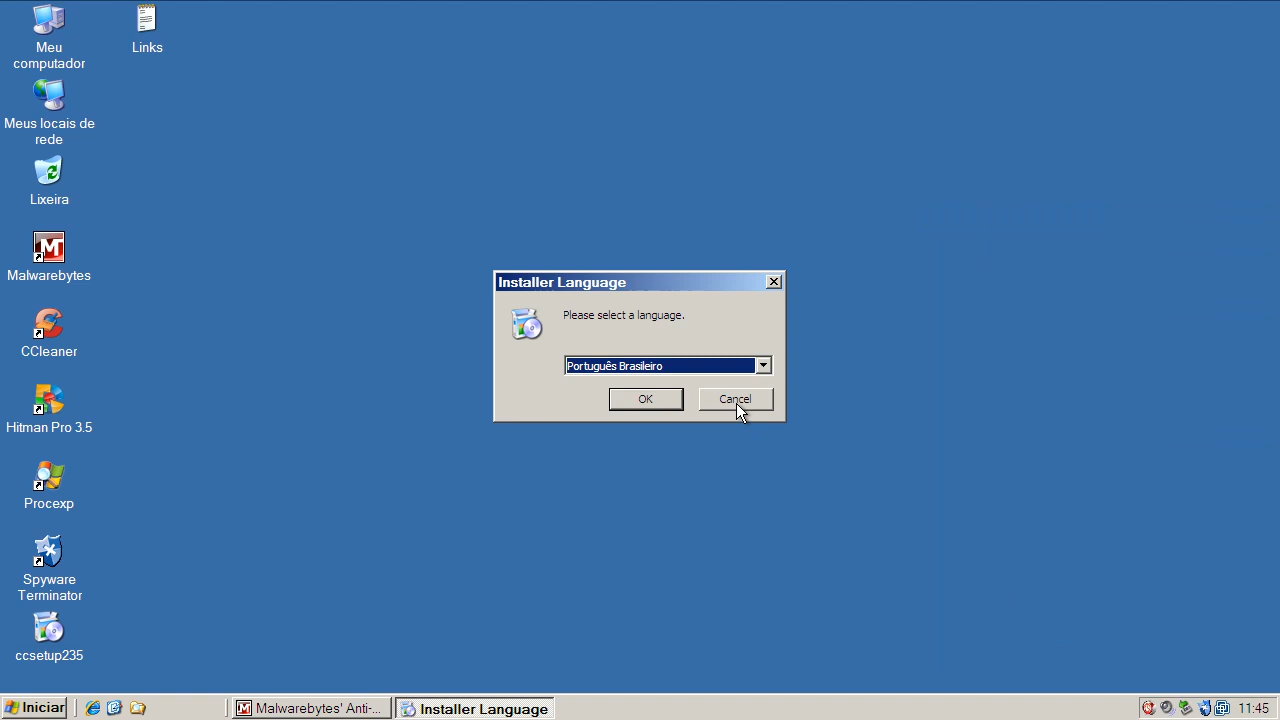 Meu
computador
Links
Meus locais de
rede
Lixeira
Malwarebytes
CCleaner
Hitman Pro 3.5
Procexp
Spyware
Terminator
ccsetup235
Installer Language
Please select a language.
Português Brasileiro
OK
Cancel
Iniciar
Malwarebytes' Anti-...
Installer Language
11:45